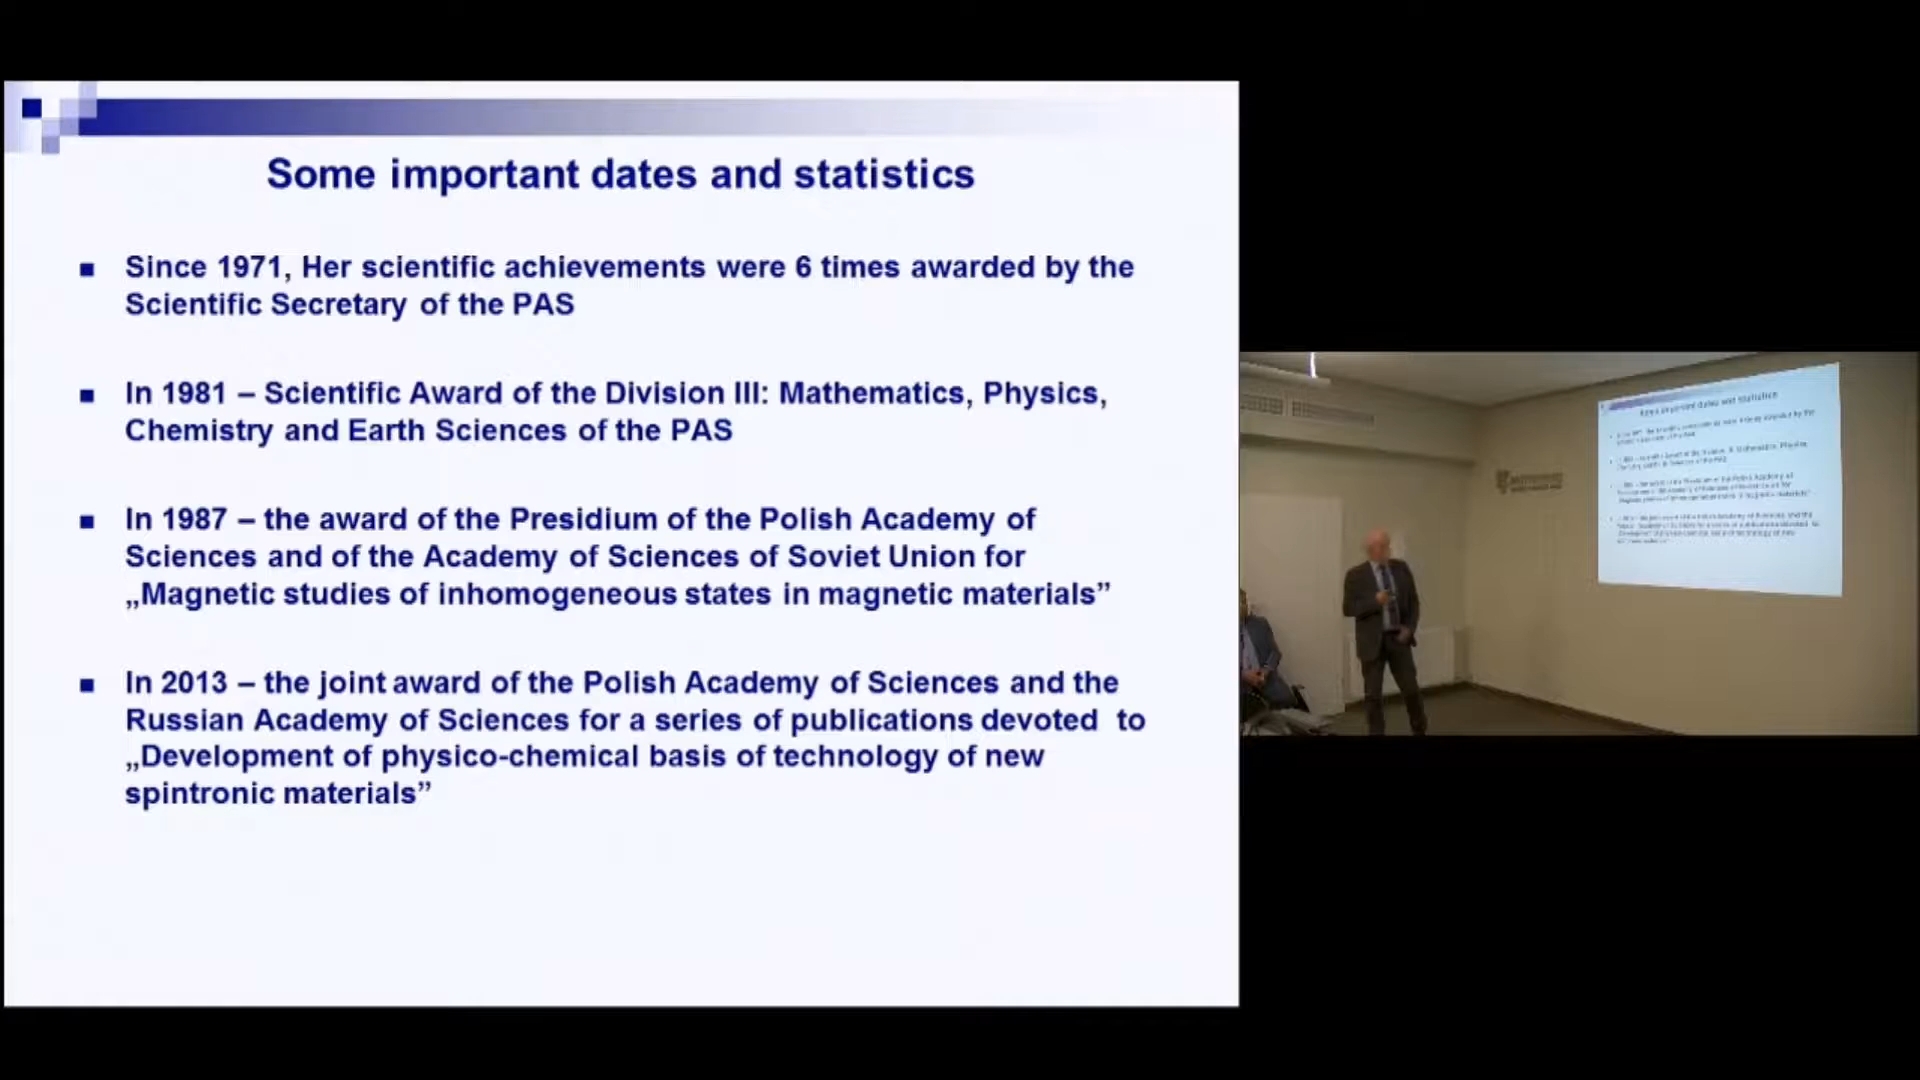 Some important dates and statistics
Since 1971, Her scientific achievements were 6 times awarded by the
Scientific Secretary of the PAS
In 1981 – Scientific Award of the Division III: Mathematics, Physics,
Chemistry and Earth Sciences of the PAS
In 1987 – the award of the Presidium of the Polish Academy of
Sciences and of the Academy of Sciences of Soviet Union for
„Magnetic studies of inhomogeneous states in magnetic materials”
In 2013 – the joint award of the Polish Academy of Sciences and the
Russian Academy of Sciences for a series of publications devoted to
„Development of physico-chemical basis of technology of new
spintronic materials”